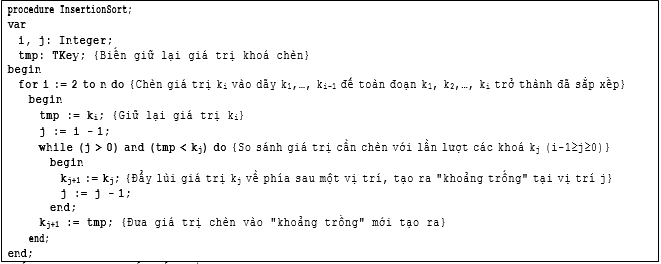 procedure InsertionSort;
var
i, j: Integer;
tmp: TKey; {Biến giữ lại giá trị khoá chèn}
begin
for i := 2 to n do {Chèn giá trị kᵢ vào dãy k₁,…, kᵢ₋₁ để toàn đoạn k₁, k₂,…, kᵢ trở thành đã sắp xếp}
begin
tmp := kᵢ; {Giữ lại giá trị kᵢ}
j := i - 1;
while (j > 0) and (tmp < kⱼ) do {So sánh giá trị cần chèn với lần lượt các khoá kⱼ (i-1≥j≥0)}
begin
kⱼ₊₁ := kⱼ; {Đẩy lùi giá trị kⱼ về phía sau một vị trí, tạo ra "khoảng trống" tại vị trí j}
j := j - 1;
end;
kⱼ₊₁ := tmp; {Đưa giá trị chèn vào "khoảng trống" mới tạo ra}
end;
end;